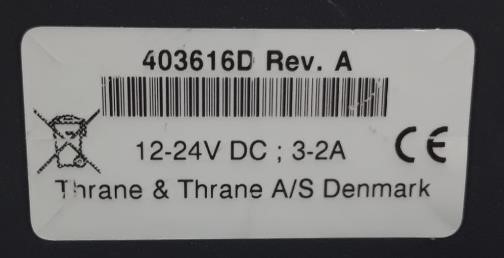 403616D Rev. A
12-24V DC ; 3-2A
CE
Thrane & Thrane A/S Denmark